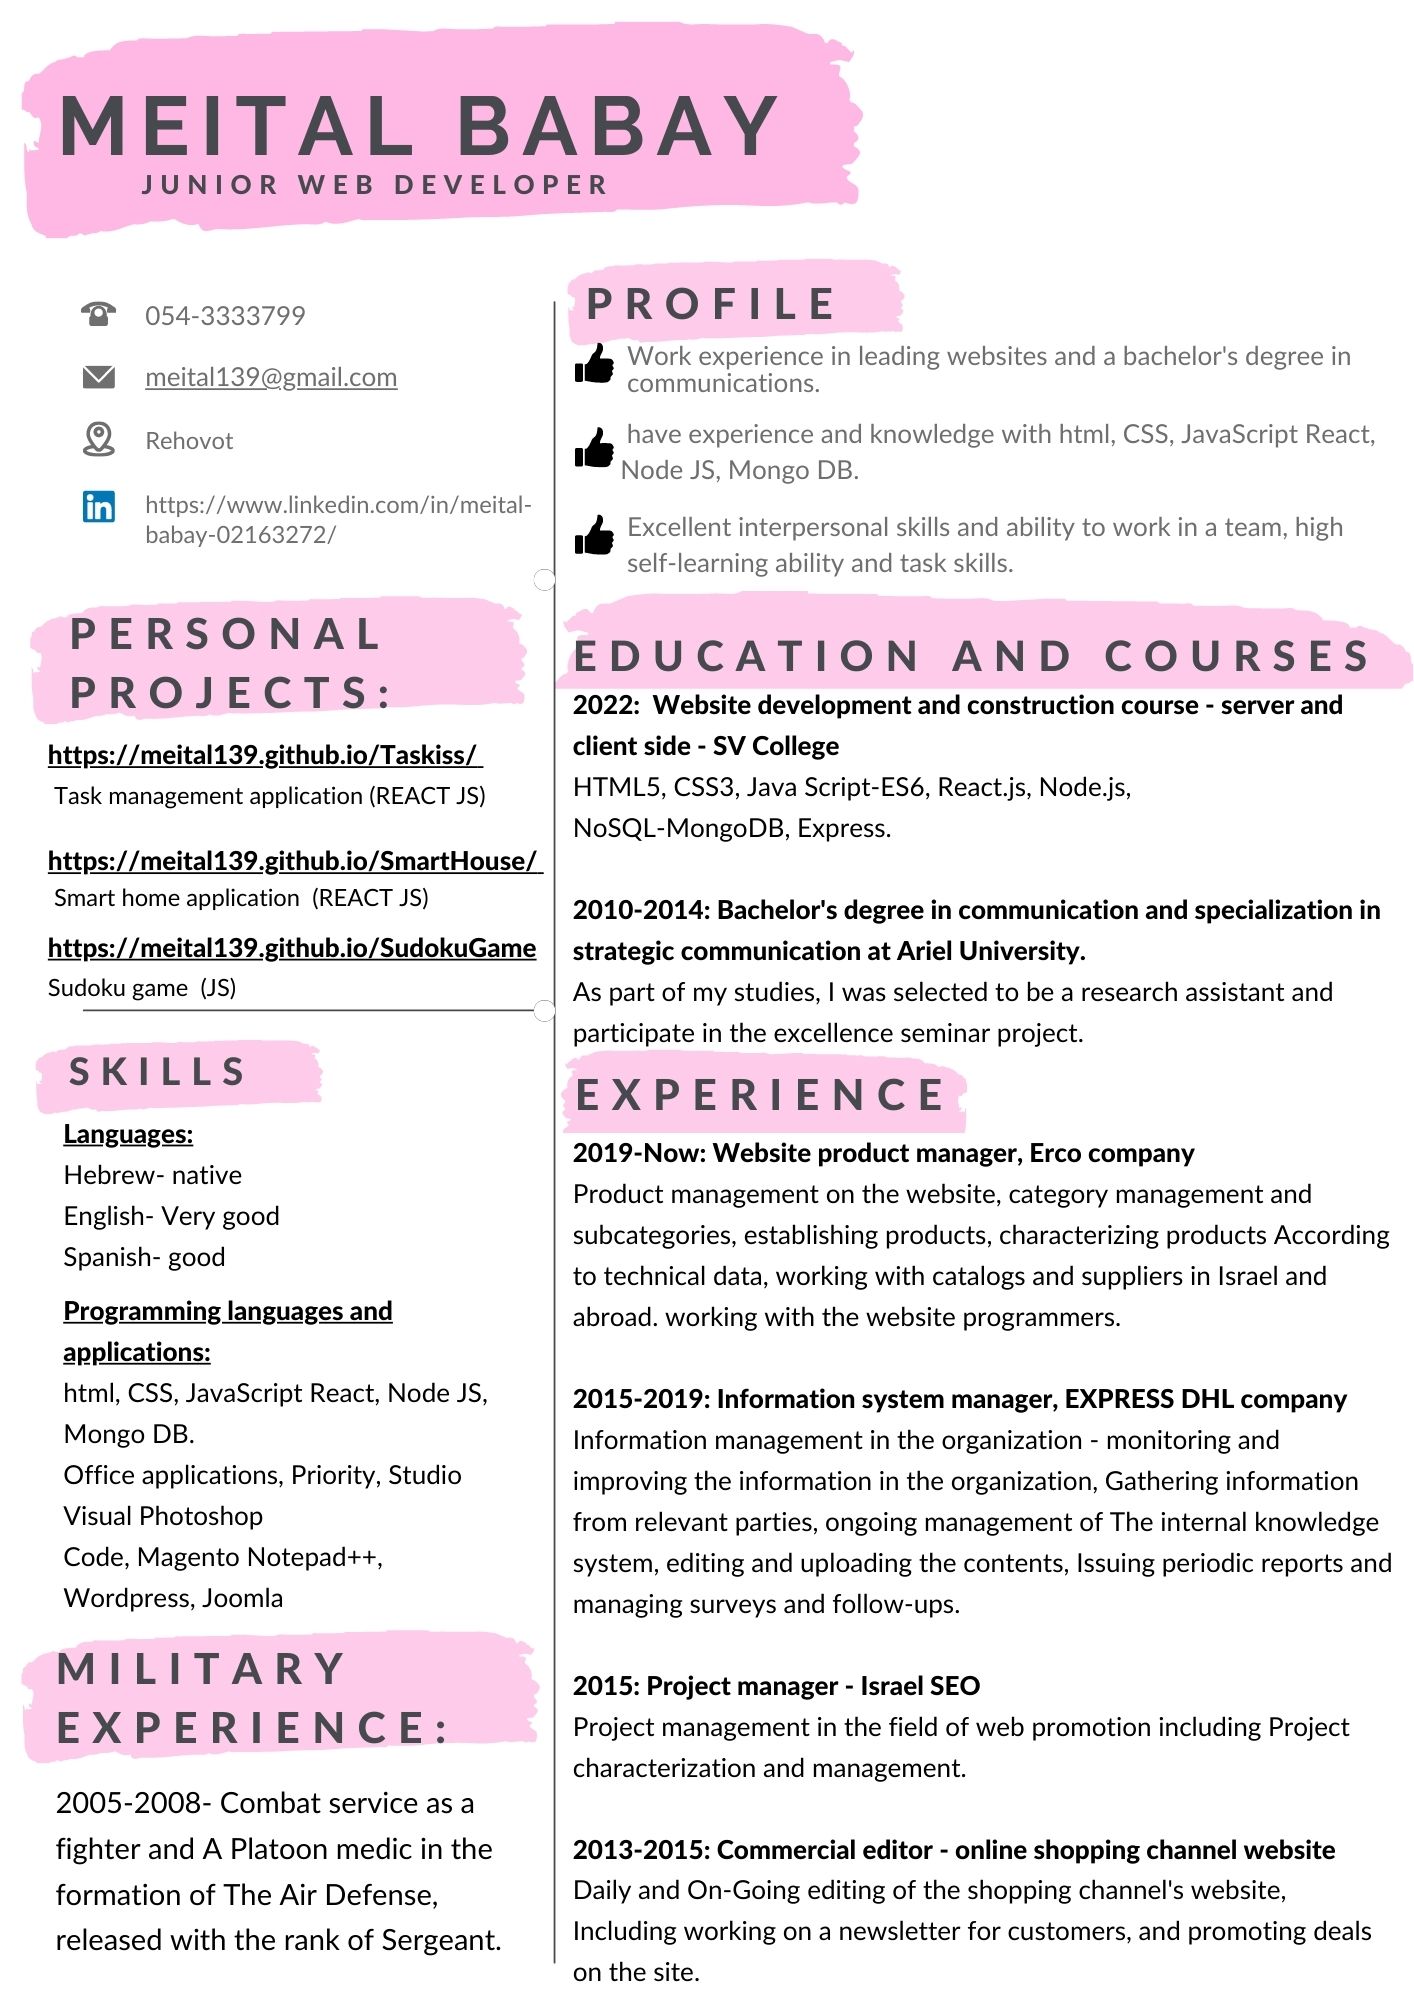 MEITAL BABAY
JUNIOR WEB DEVELOPER
054-3333799
meital139@gmail.com
Rehovot
https://www.linkedin.com/in/meital-
babay-02163272/
PERSONAL
PROJECTS:
https://meital139.github.io/Taskiss/
Task management application (REACT JS)
https://meital139.github.io/SmartHouse/
Smart home application  (REACT JS)
https://meital139.github.io/SudokuGame
Sudoku game  (JS)
SKILLS
Languages:
Hebrew- native
English- Very good
Spanish- good
Programming languages and
applications:
html, CSS, JavaScript React, Node JS,
Mongo DB.
Office applications, Priority, Studio
Visual Photoshop
Code, Magento Notepad++,
Wordpress, Joomla
MILITARY
EXPERIENCE:
2005-2008- Combat service as a
fighter and A Platoon medic in the
formation of The Air Defense,
released with the rank of Sergeant.
PROFILE
Work experience in leading websites and a bachelor's degree in
communications.
have experience and knowledge with html, CSS, JavaScript React,
Node JS, Mongo DB.
Excellent interpersonal skills and ability to work in a team, high
self-learning ability and task skills.
EDUCATION AND COURSES
2022:  Website development and construction course - server and
client side - SV College
HTML5, CSS3, Java Script-ES6, React.js, Node.js,
NoSQL-MongoDB, Express.
2010-2014: Bachelor's degree in communication and specialization in
strategic communication at Ariel University.
As part of my studies, I was selected to be a research assistant and
participate in the excellence seminar project.
EXPERIENCE
2019-Now: Website product manager, Erco company
Product management on the website, category management and
subcategories, establishing products, characterizing products According
to technical data, working with catalogs and suppliers in Israel and
abroad. working with the website programmers.
2015-2019: Information system manager, EXPRESS DHL company
Information management in the organization - monitoring and
improving the information in the organization, Gathering information
from relevant parties, ongoing management of The internal knowledge
system, editing and uploading the contents, Issuing periodic reports and
managing surveys and follow-ups.
2015: Project manager - Israel SEO
Project management in the field of web promotion including Project
characterization and management.
2013-2015: Commercial editor - online shopping channel website
Daily and On-Going editing of the shopping channel's website,
Including working on a newsletter for customers, and promoting deals
on the site.